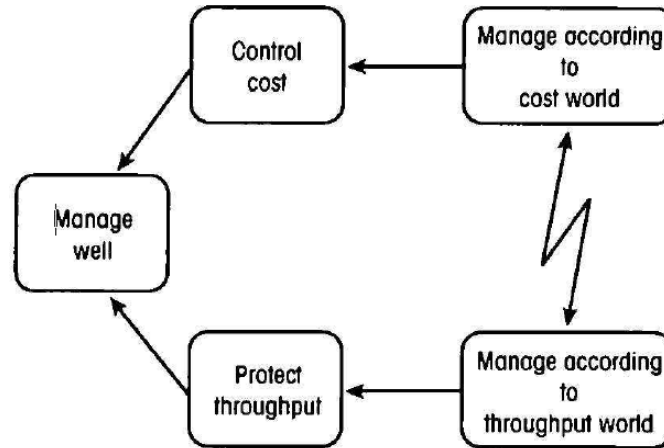 Control
cost
Manage according
to
cost world
Manage
well
Protect
throughput
Manage according
to
throughput world